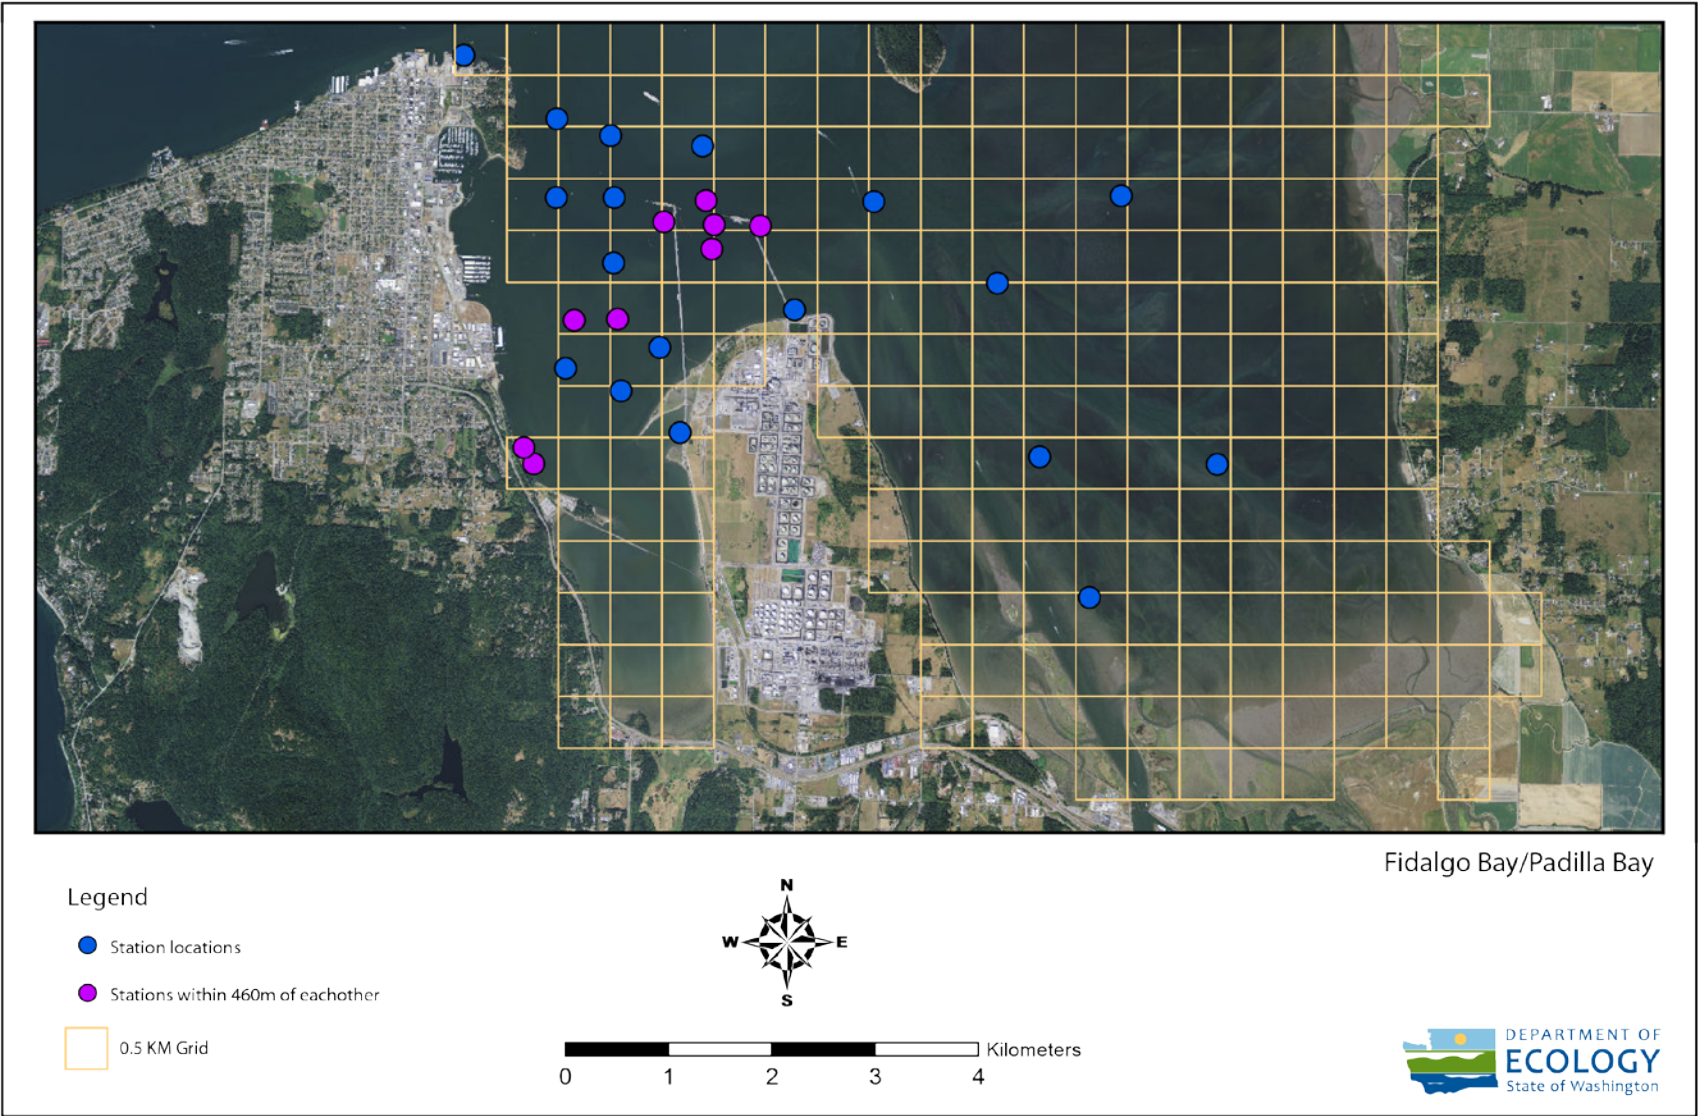 Fidalgo Bay/Padilla Bay
Legend
Station locations
Stations within 460m of eachother
0.5 KM Grid
N
W
E
S
Kilometers
0 1 2 3 4
DEPARTMENT OF
ECOLOGY
State of Washington